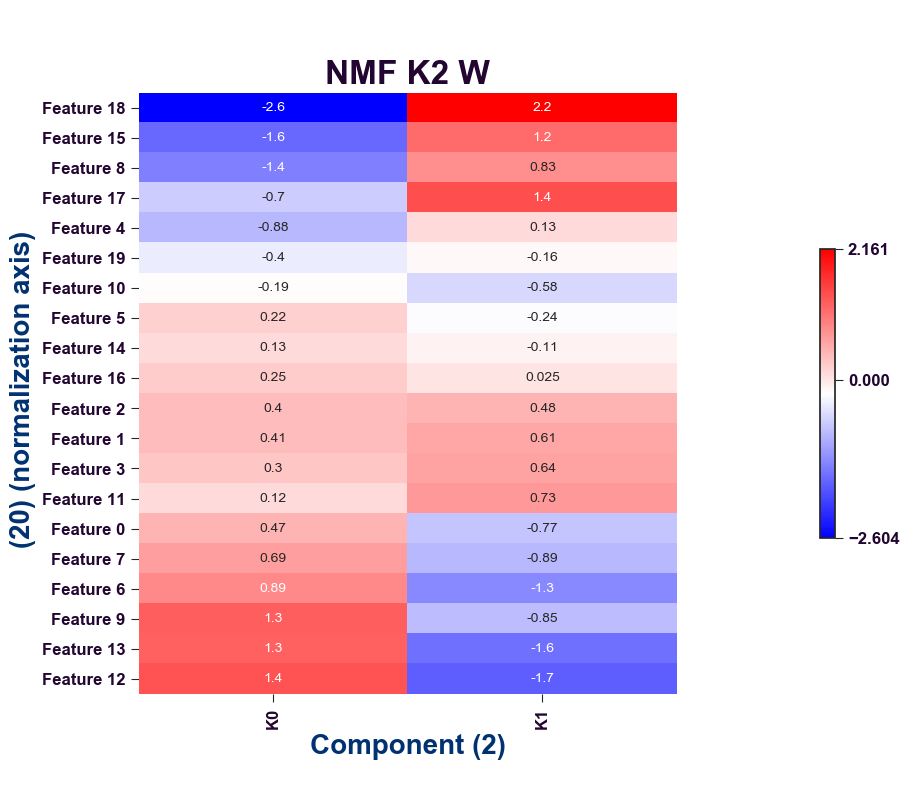 NMF K2 W
(20) (normalization axis)
Feature 18 -2.6 2.2
Feature 15 -1.6 1.2
Feature 8 -1.4 0.83
Feature 17 -0.7 1.4
Feature 4 -0.88 0.13
Feature 19 -0.4 -0.16
Feature 10 -0.19 -0.58
Feature 5 0.22 -0.24
Feature 14 0.13 -0.11
Feature 16 0.25 0.025
Feature 2 0.4 0.48
Feature 1 0.41 0.61
Feature 3 0.3 0.64
Feature 11 0.12 0.73
Feature 0 0.47 -0.77
Feature 7 0.69 -0.89
Feature 6 0.89 -1.3
Feature 9 1.3 -0.85
Feature 13 1.3 -1.6
Feature 12 1.4 -1.7
K0 K1
Component (2)
2.161
0.000
−2.604